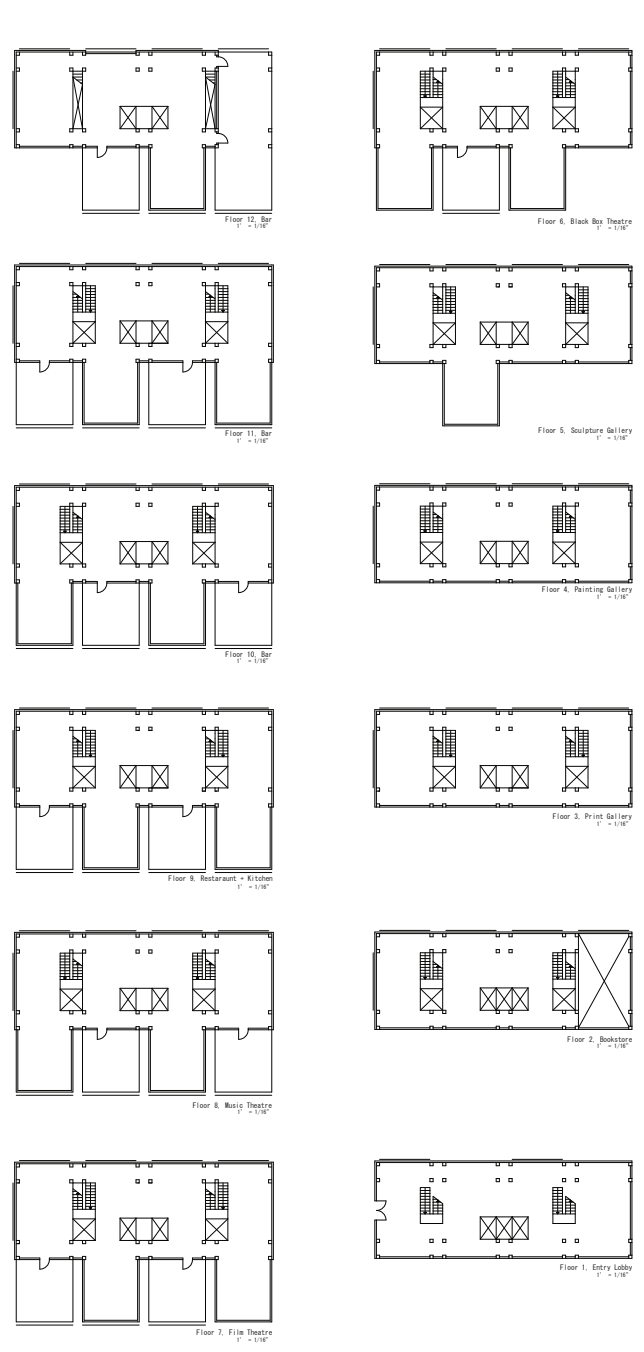 Floor 12, Bar
1' = 1/16"
Floor 11, Bar
1' = 1/16"
Floor 10, Bar
1' = 1/16"
Floor 9, Restaraunt + Kitchen
1' = 1/16"
Floor 8, Music Theatre
1' = 1/16"
Floor 7, Film Theatre
1' = 1/16"
Floor 6, Black Box Theatre
1' = 1/16"
Floor 5, Sculpture Gallery
1' = 1/16"
Floor 4, Painting Gallery
1' = 1/16"
Floor 3, Print Gallery
1' = 1/16"
Floor 2, Bookstore
1' = 1/16"
Floor 1, Entry Lobby
1' = 1/16"